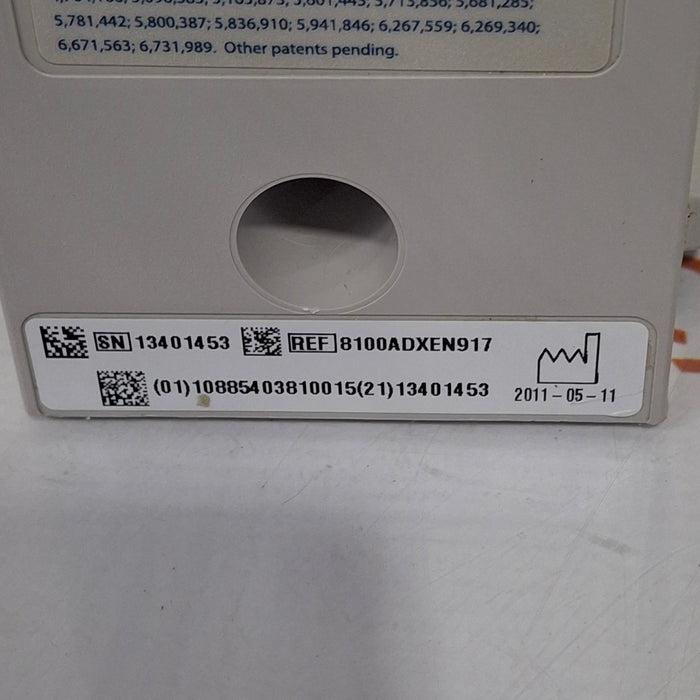 5,781,442; 5,800,387; 5,836,910; 5,941,846; 6,267,559; 6,269,340;
6,671,563; 6,731,989. Other patents pending.
SN 13401453 REF 8100ADXEN917
(01)10885403810015(21)13401453 2011-05-11